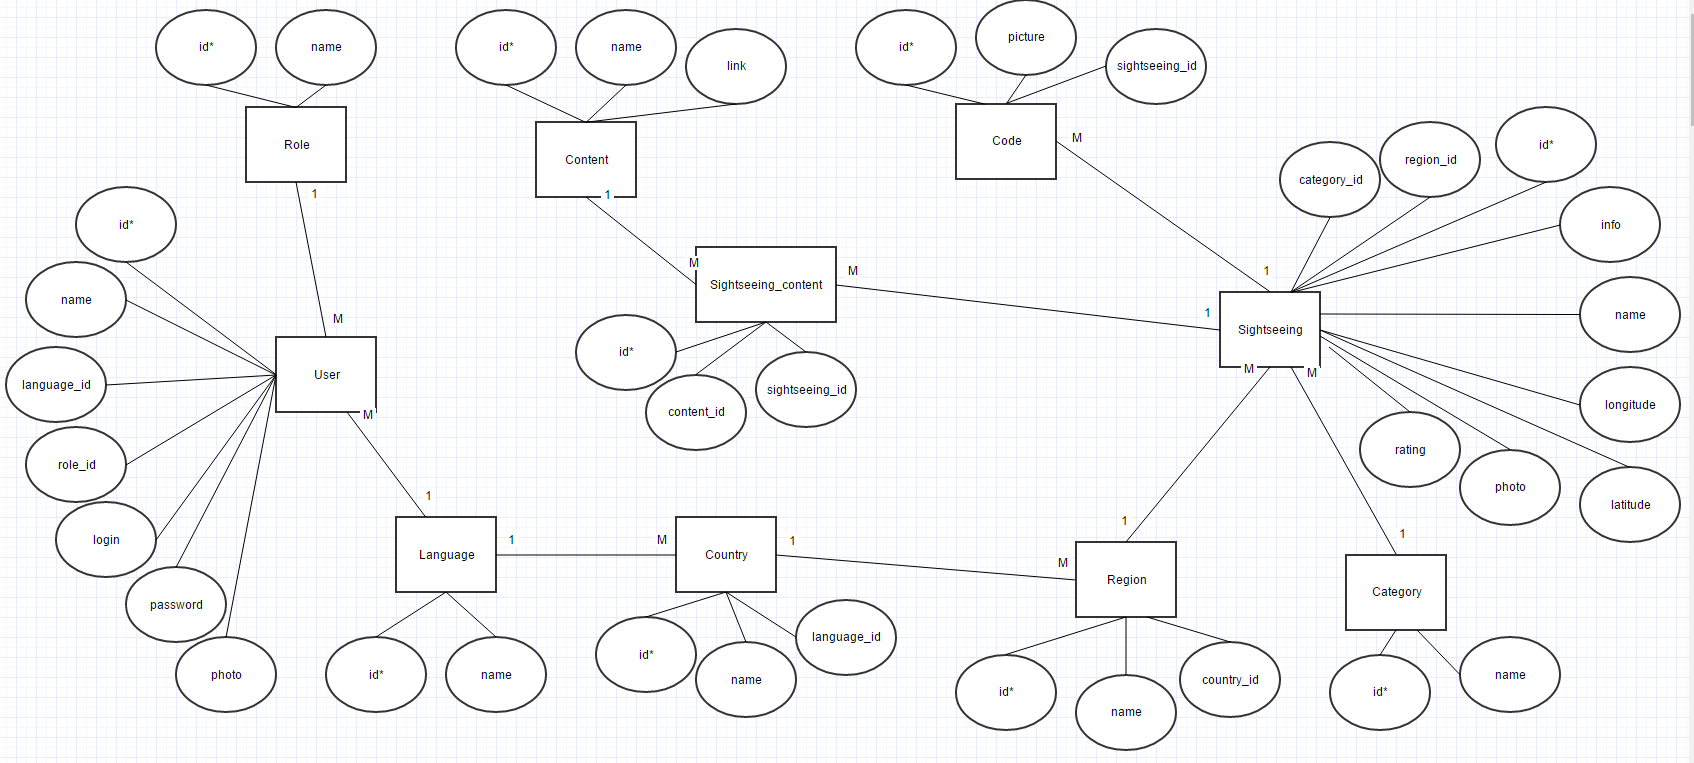 id*
name
Role
1
id*
name
link
Content
1
id*
picture
sightseeing_id
Code
M
1
category_id
region_id
id*
info
name
longitude
latitude
photo
rating
Sightseeing
1
M
M
M
Sightseeing_content
M
id*
content_id
sightseeing_id
id*
name
language_id
role_id
login
password
photo
User
M
M
1
Language
1
id*
name
M
Country
1
id*
name
language_id
M
1
Region
id*
name
country_id
1
Category
id*
name